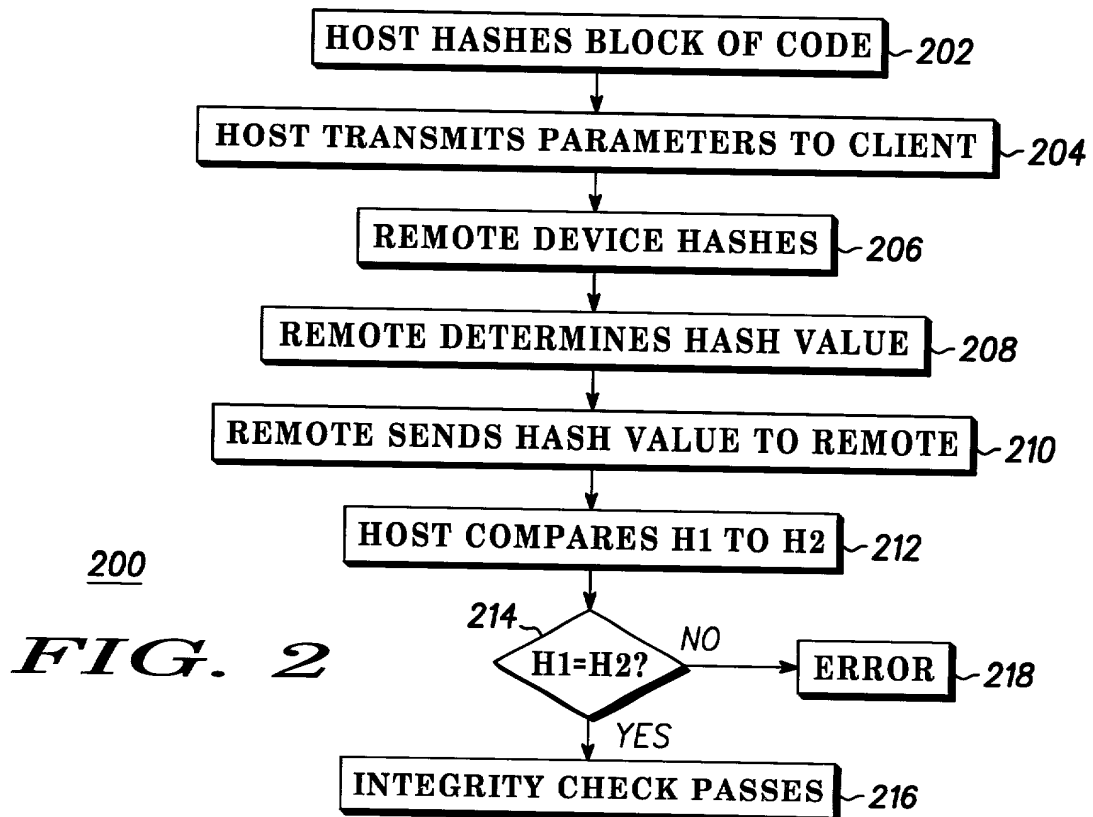 HOST HASHES BLOCK OF CODE 202
HOST TRANSMITS PARAMETERS TO CLIENT 204
REMOTE DEVICE HASHES 206
REMOTE DETERMINES HASH VALUE 208
REMOTE SENDS HASH VALUE TO REMOTE 210
HOST COMPARES H1 TO H2 212
200
FIG. 2
214
H1=H2?
NO
ERROR 218
YES
INTEGRITY CHECK PASSES 216